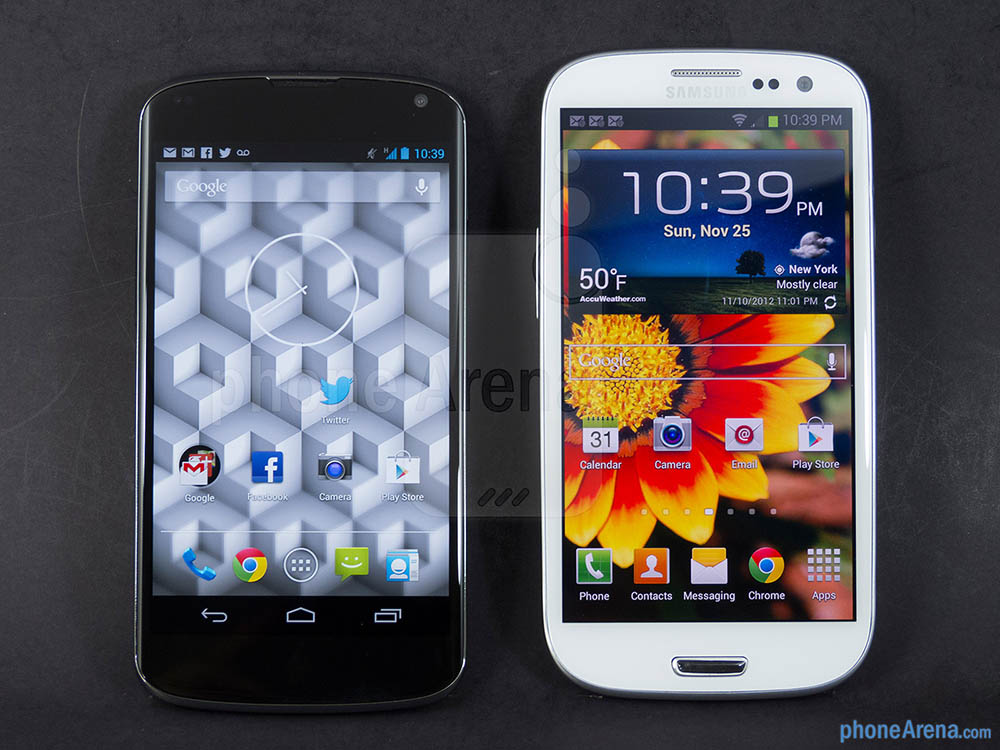 10:39
Google
Twitter
Google
Facebook
Camera
Play Store
SAMSUNG
10:39 PM
10:39 PM
Sun, Nov 25
50°F
AccuWeather.com
New York
Mostly clear
11/10/2012 11:01 PM
Google
31
Calendar
Camera
Email
Play Store
Phone
Contacts
Messaging
Chrome
Apps
phoneArena
phoneArena.com